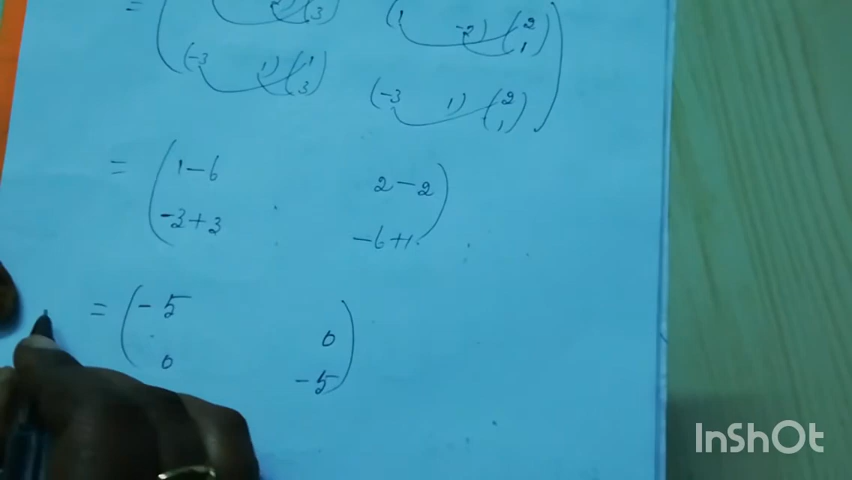 = 3) (1 -2) (2
1)
(-3 1) (1
3) (-3 1) (2
1)
= (1-6 2-2
-3+3 -6+1)
= (-5 0
0 -5)
InShOt